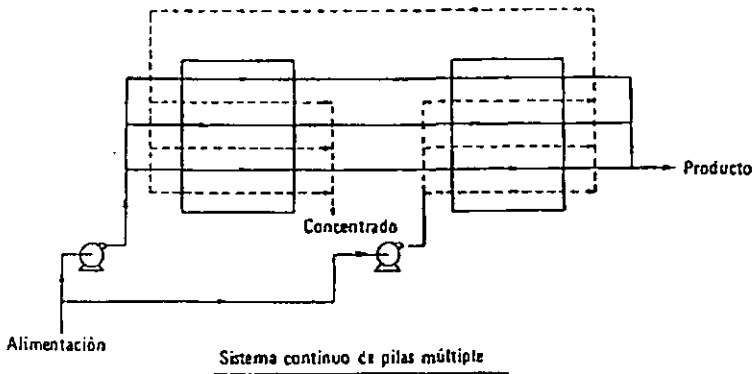 Producto
Concentrado
Alimentación
Sistema continuo de pilas múltiple